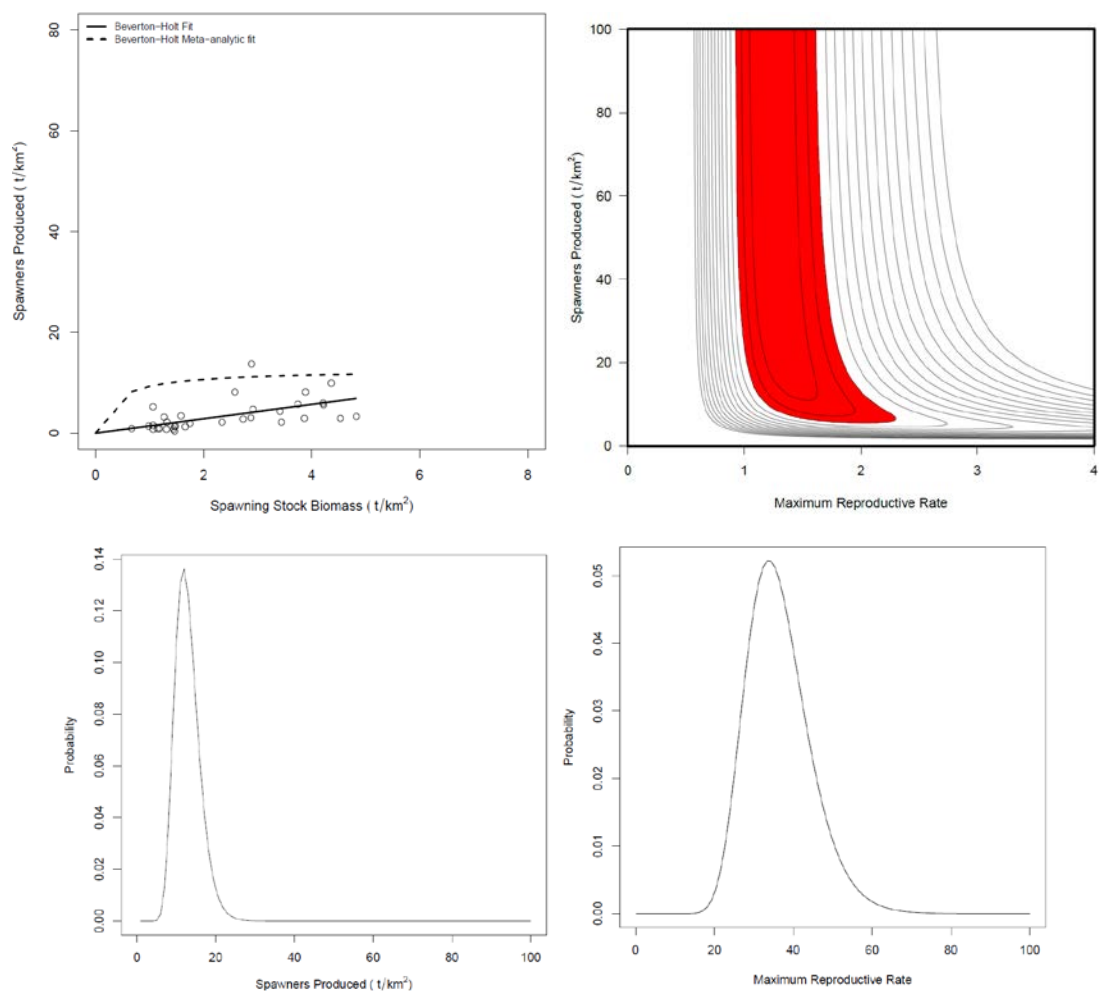 Beverton-Holt Fit
Beverton-Holt Meta-analytic fit
80
60
40
20
0
Spawners Produced ( t/km²)
0 2 4 6 8
Spawning Stock Biomass ( t/km²)
100
80
60
40
20
0
Spawners Produced ( t/km²)
0 1 2 3 4
Maximum Reproductive Rate
0.14
0.12
0.10
0.08
0.06
0.04
0.02
0.00
Probability
0 20 40 60 80 100
Spawners Produced ( t/km²)
0.05
0.04
0.03
0.02
0.01
0.00
Probability
0 20 40 60 80 100
Maximum Reproductive Rate